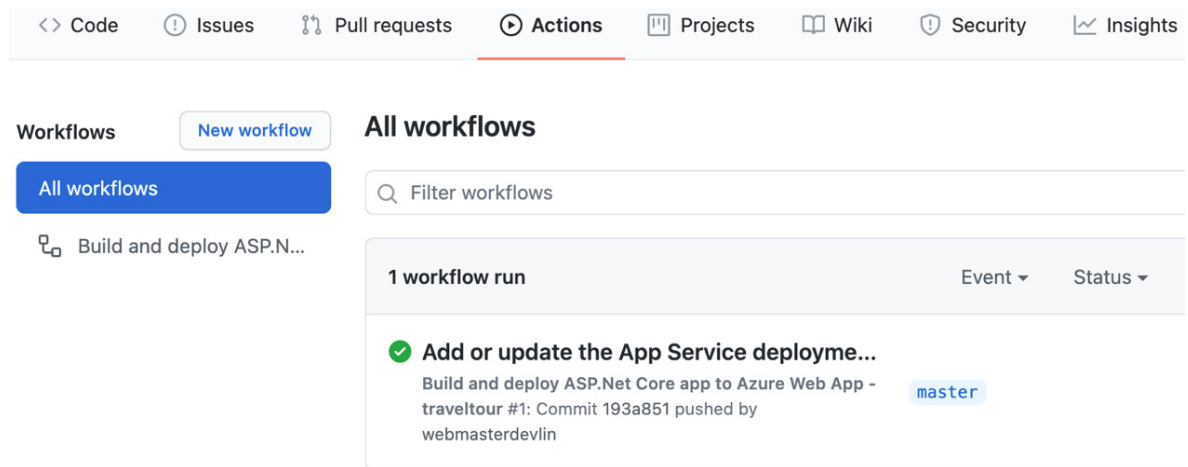 <> Code Issues Pull requests Actions Projects Wiki Security Insights
Workflows
New workflow
All workflows
Build and deploy ASP.N...
All workflows
Filter workflows
1 workflow run
Event Status
Add or update the App Service deployme...
Build and deploy ASP.Net Core app to Azure Web App -
traveltour #1: Commit 193a851 pushed by
webmasterdevlin
master